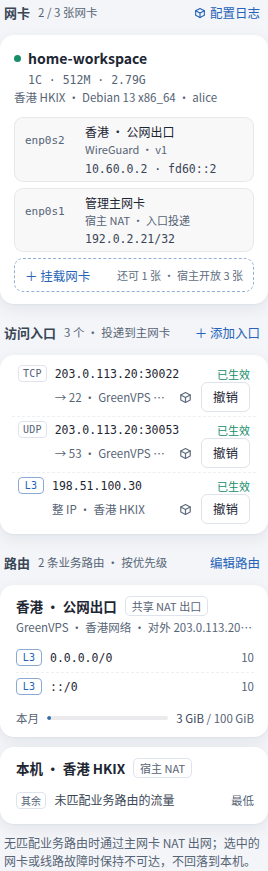 网卡 2 / 3 张网卡 配置日志
home-workspace
1C · 512M · 2.79G
香港 HKIX · Debian 13 x86_64 · alice
enp0s2 香港 · 公网出口
WireGuard · v1
10.60.0.2 · fd60::2
enp0s1 管理主网卡
宿主 NAT · 入口投递
192.0.2.21/32
＋ 挂载网卡 还可 1 张 · 宿主开放 3 张
访问入口 3 个 · 投递到主网卡 ＋ 添加入口
TCP 203.0.113.20:30022 已生效
→ 22 · GreenVPS ··· 撤销
UDP 203.0.113.20:30053 已生效
→ 53 · GreenVPS ··· 撤销
L3 198.51.100.30 已生效
整 IP · 香港 HKIX 撤销
路由 2 条业务路由 · 按优先级 编辑路由
香港 · 公网出口 共享 NAT 出口
GreenVPS · 香港网络 · 对外 203.0.113.20···
L3 0.0.0.0/0 10
L3 ::/0 10
本月 3 GiB / 100 GiB
本机 · 香港 HKIX 宿主 NAT
其余 未匹配业务路由的流量 最低
无匹配业务路由时通过主网卡 NAT 出网；选中的
网卡或线路故障时保持不可达，不回落到本机。